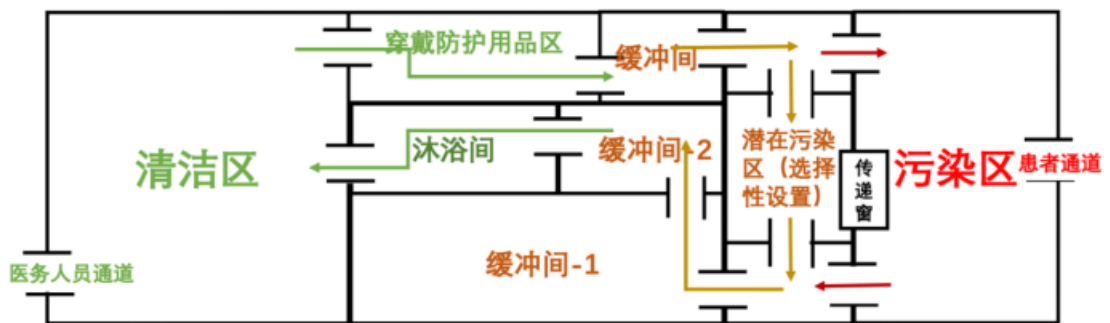 穿戴防护用品区
缓冲间
清洁区
沐浴间
缓冲间-2
潜在污染
区（选择
性设置）
传
递
窗
污染区
患者通道
医务人员通道
缓冲间-1